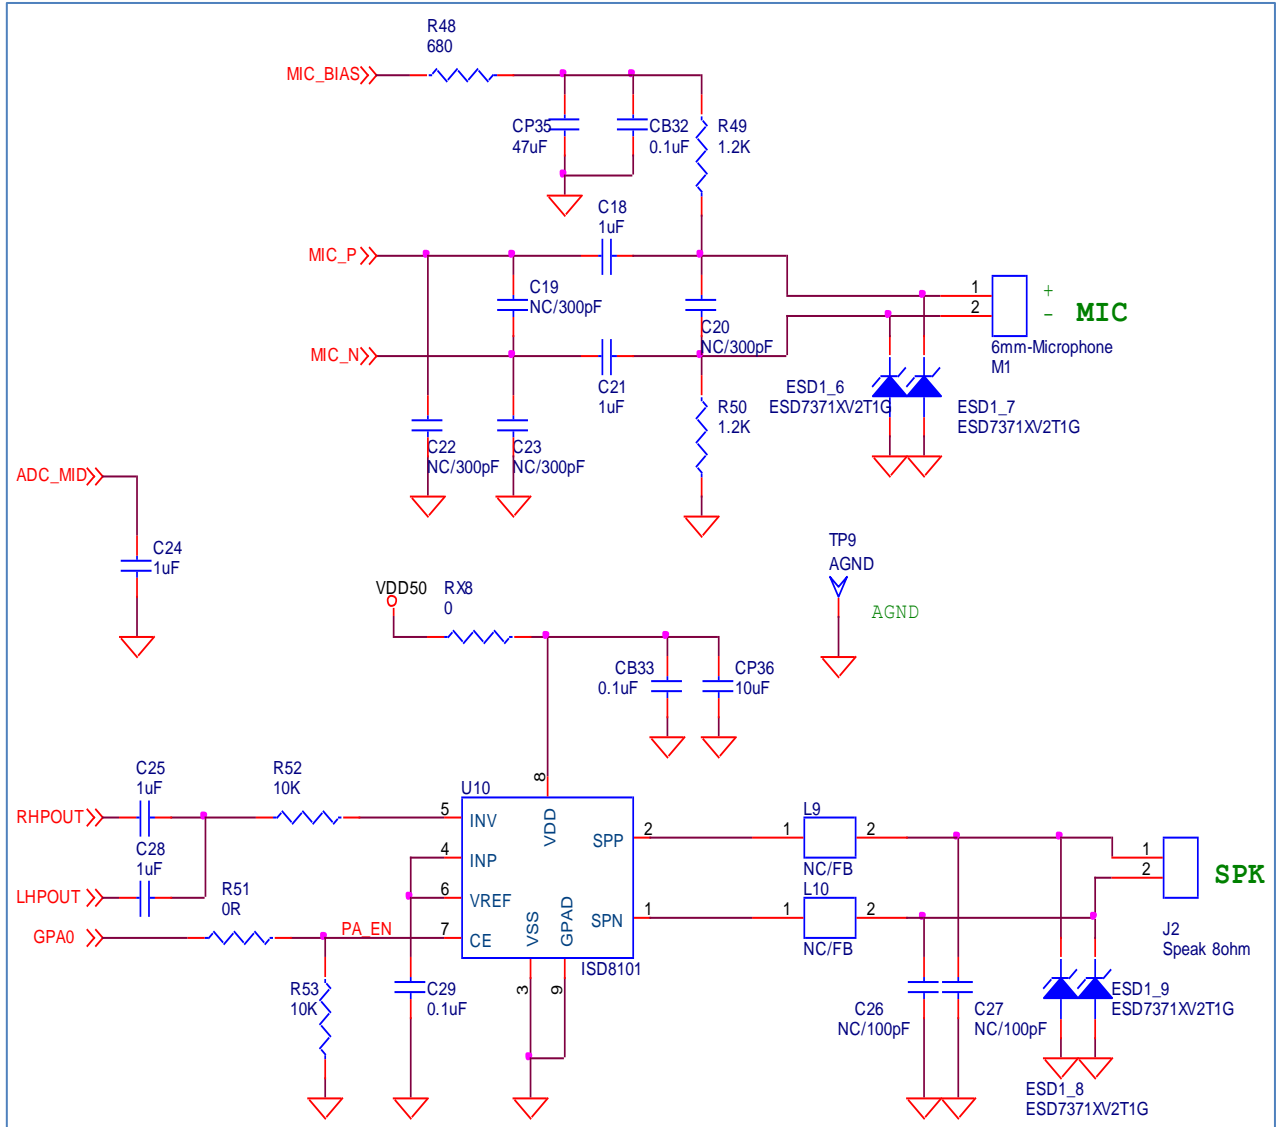 R48
680
MIC_BIAS
CP35
47uF
CB32
0.1uF
R49
1.2K
C18
1uF
MIC_P
C19
NC/300pF
1
2
+
-
MIC
C20
NC/300pF
6mm-Microphone
M1
MIC_N
C21
1uF
ESD1_6
ESD7371XV2T1G
ESD1_7
ESD7371XV2T1G
R50
1.2K
C22
NC/300pF
C23
NC/300pF
ADC_MID
C24
1uF
TP9
AGND
AGND
VDD50
RX8
0
CB33
0.1uF
CP36
10uF
C25
1uF
R52
10K
U10
8
RHPOUT
5
INV
VDD
SPP
2
1
L9
2
NC/FB
C28
1uF
4
INP
1
2
SPK
LHPOUT
R51
0R
6
VREF
L10
GPA0
PA_EN
7
CE
VSS
GPAD
SPN
1
1
2
NC/FB
J2
Speak 8ohm
ISD8101
R53
10K
C29
0.1uF
3
9
C26
NC/100pF
C27
NC/100pF
ESD1_9
ESD7371XV2T1G
ESD1_8
ESD7371XV2T1G